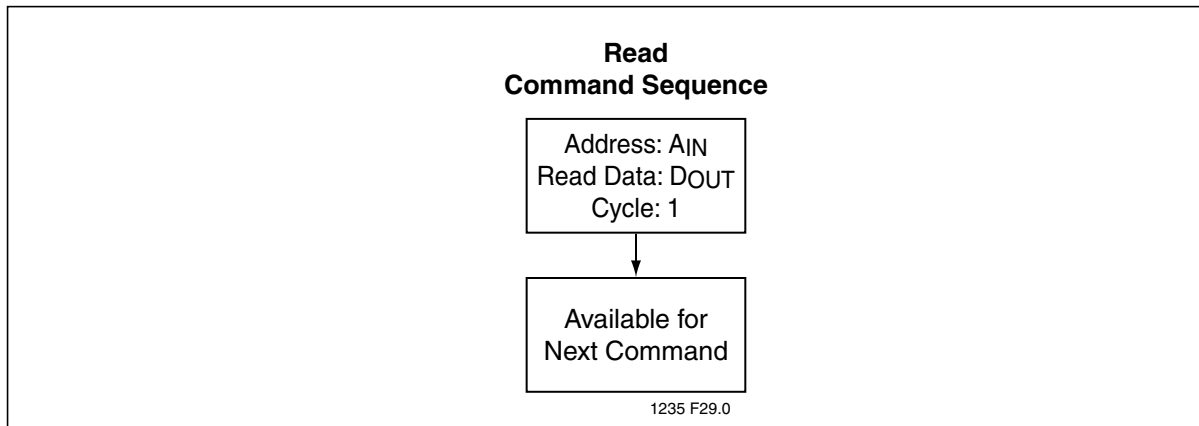 Read
Command Sequence
Address: AIN
Read Data: DOUT
Cycle: 1
Available for
Next Command
1235 F29.0